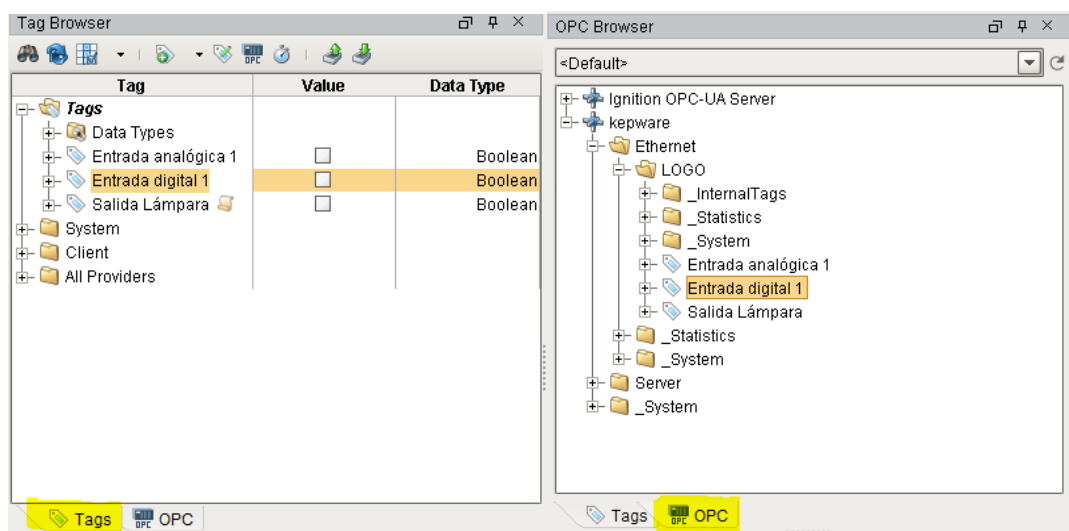 Tag Browser
OPC
Tag Value Data Type
Tags
Data Types
Entrada analógica 1 Boolean
Entrada digital 1 Boolean
Salida Lámpara Boolean
System
Client
All Providers
Tags OPC
OPC Browser
<Default>
Ignition OPC-UA Server
kepware
Ethernet
LOGO
_InternalTags
_Statistics
_System
Entrada analógica 1
Entrada digital 1
Salida Lámpara
_Statistics
_System
Server
_System
Tags OPC